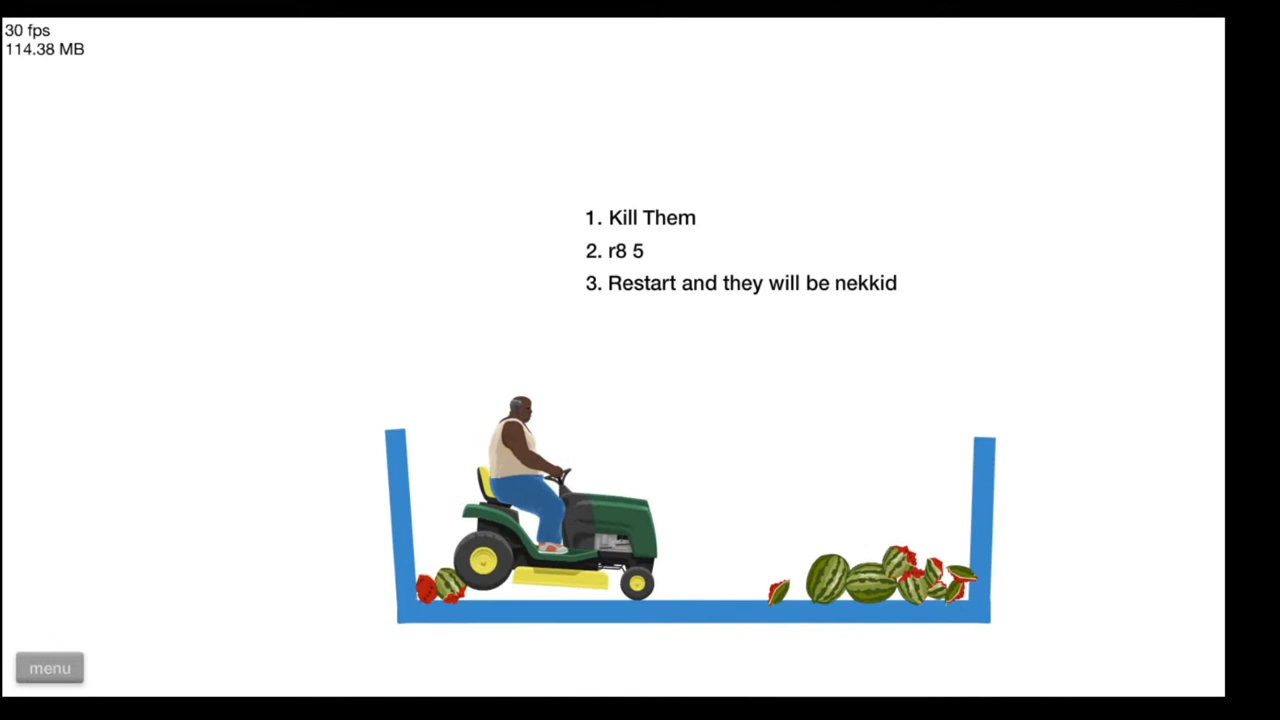 30 fps
114.38 MB
1. Kill Them
2. r8 5
3. Restart and they will be nekkid
menu